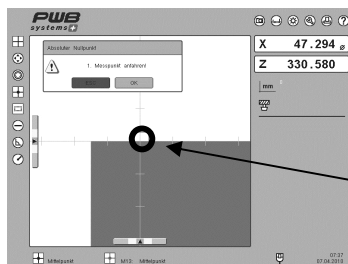 PWB
systems
Absoluter Nullpunkt
1. Messpunkt anfahren!
OK
X 47.294 ø
Z 330.580
mm
Mittelpunkt
M13: Mittelpunkt
07:37
07.04.2010